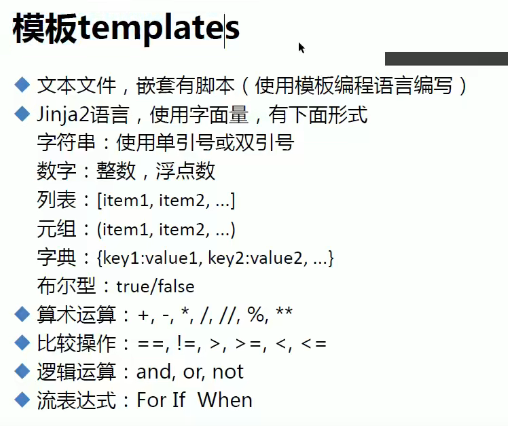 模板templates
文本文件，嵌套有脚本（使用模板编程语言编写）
Jinja2语言，使用字面量，有下面形式
字符串：使用单引号或双引号
数字：整数，浮点数
列表：[item1, item2, ...]
元组：(item1, item2, ...)
字典：{key1:value1, key2:value2, ...}
布尔型：true/false
算术运算：+, -, *, /, //, %, **
比较操作：==, !=, >, >=, <, <=
逻辑运算：and, or, not
流表达式：For If When